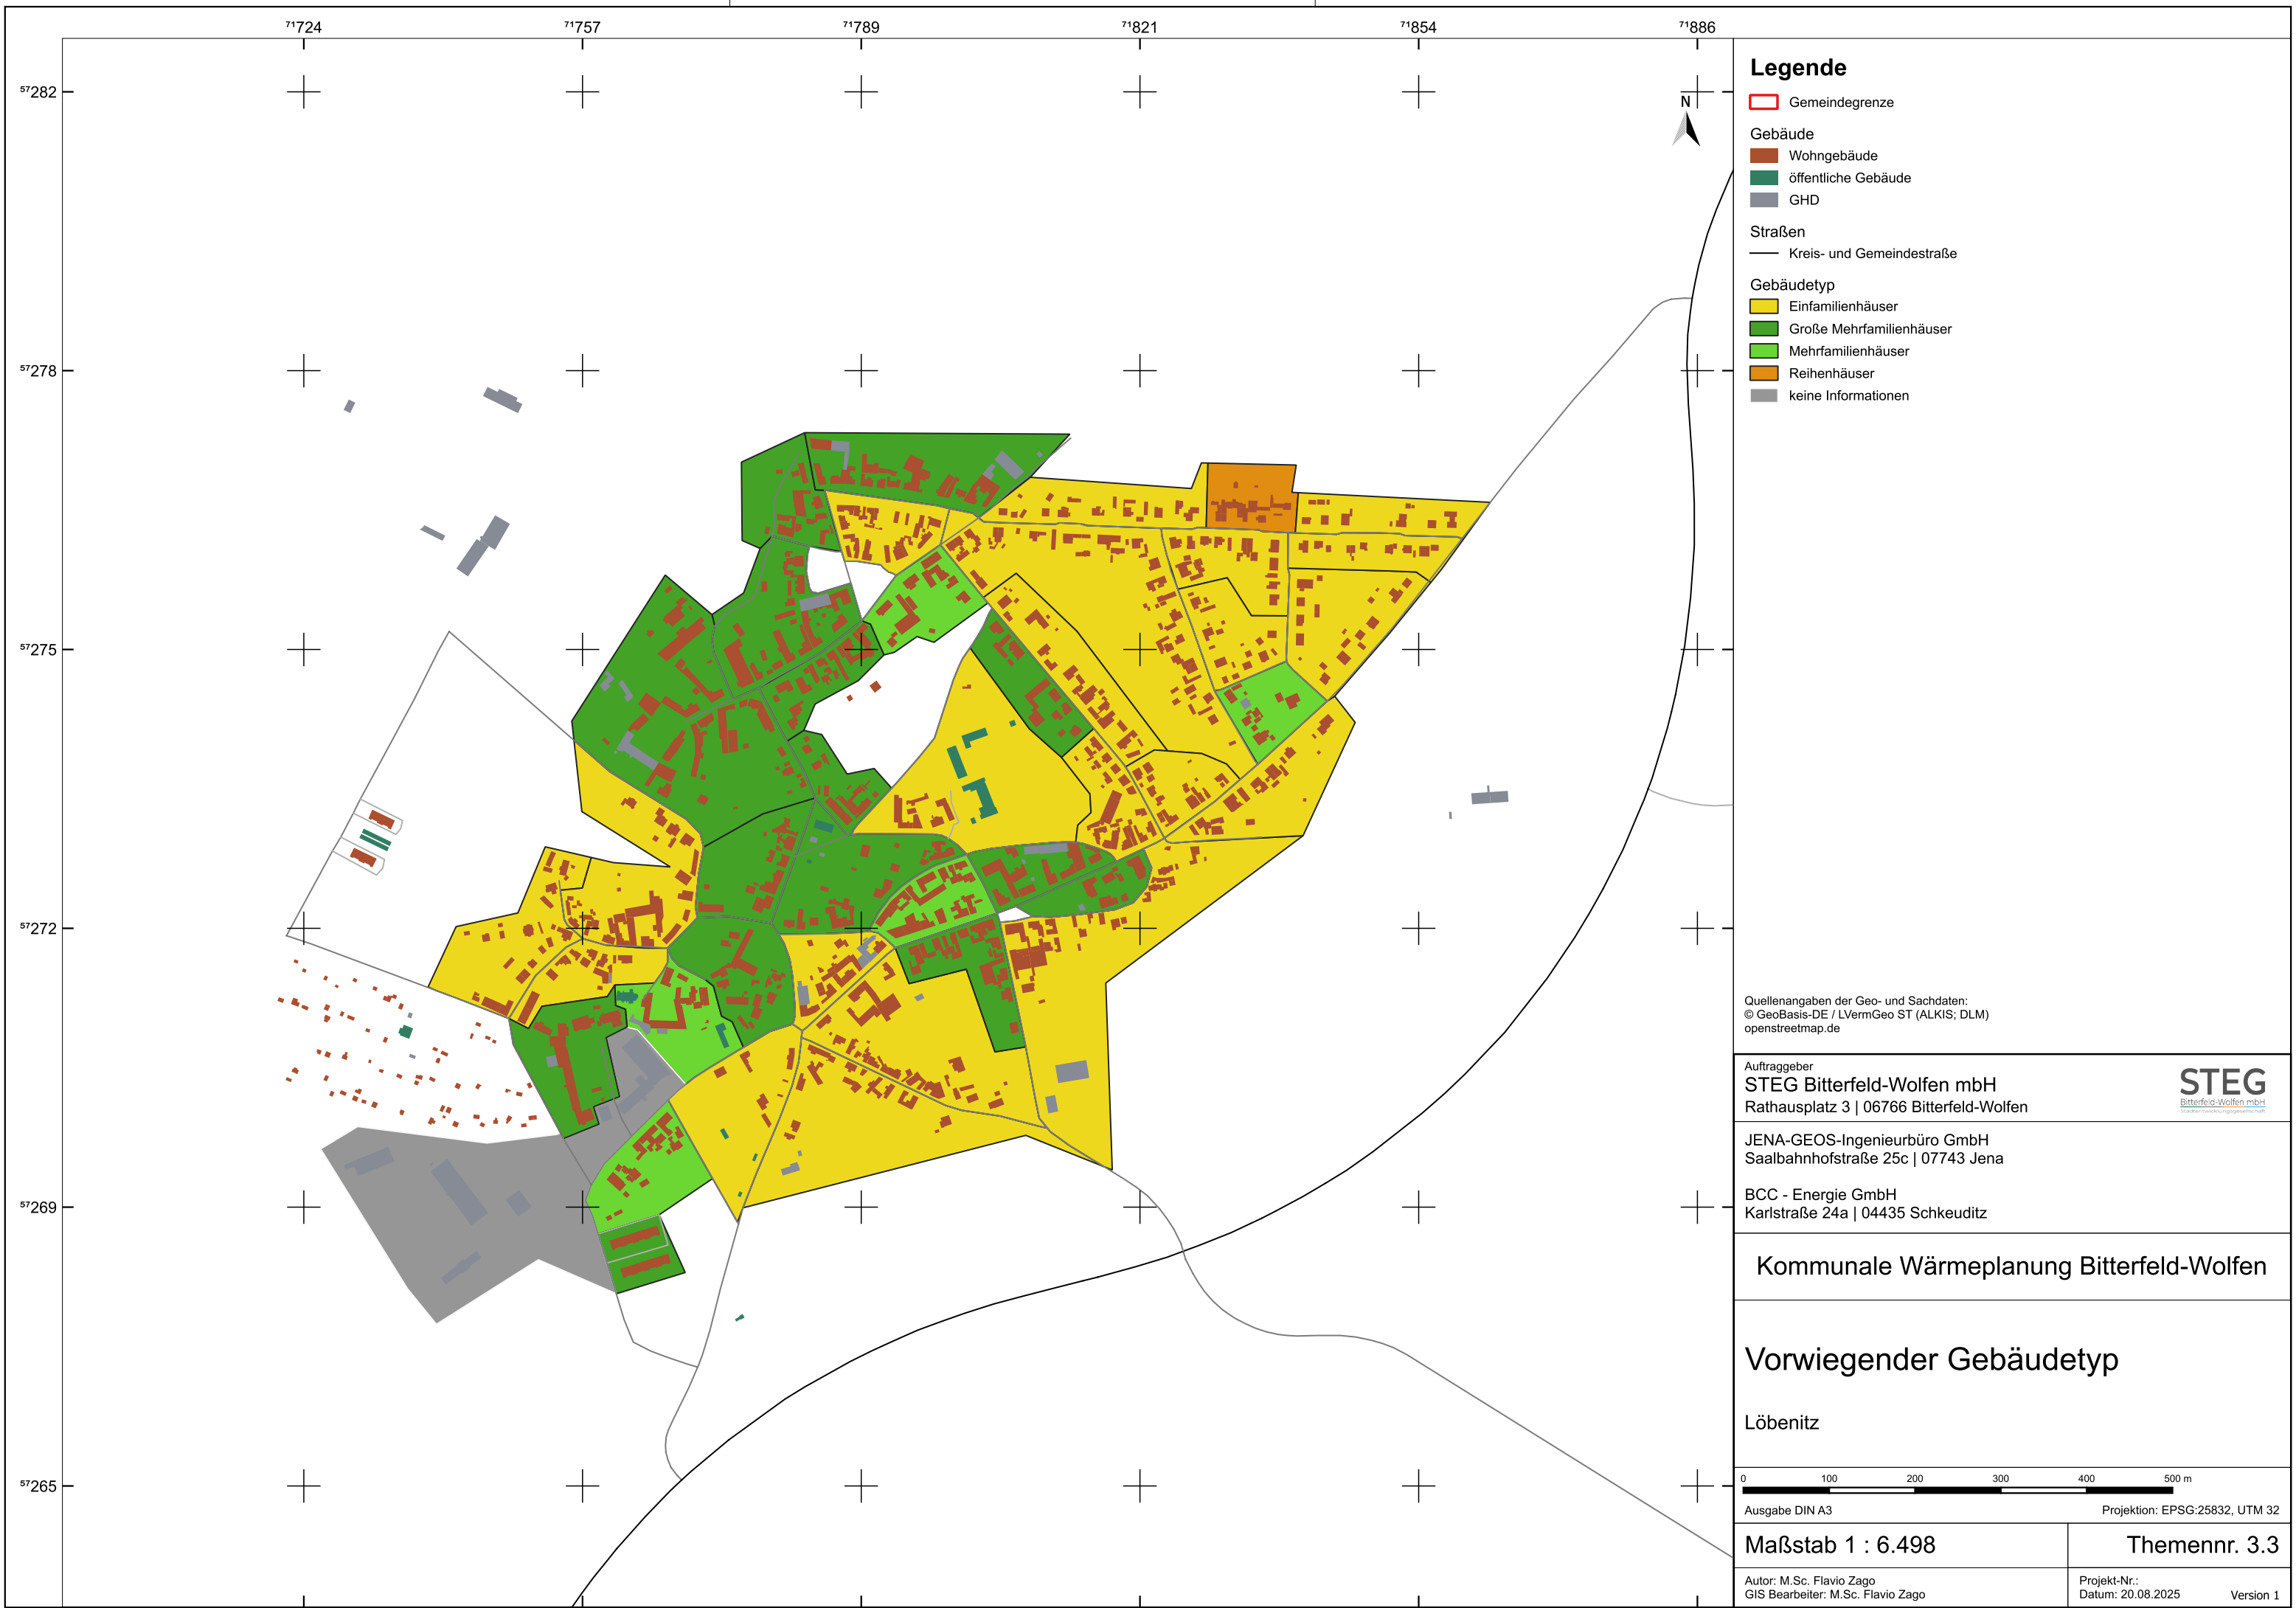 ⁷¹724 ⁷¹757 ⁷¹789 ⁷¹821 ⁷¹854 ⁷¹886
⁵⁷282
⁵⁷278
⁵⁷275
⁵⁷272
⁵⁷269
⁵⁷265
N
Legende
Gemeindegrenze
Gebäude
Wohngebäude
öffentliche Gebäude
GHD
Straßen
Kreis- und Gemeindestraße
Gebäudetyp
Einfamilienhäuser
Große Mehrfamilienhäuser
Mehrfamilienhäuser
Reihenhäuser
keine Informationen
Quellenangaben der Geo- und Sachdaten:
© GeoBasis-DE / LVermGeo ST (ALKIS; DLM)
openstreetmap.de
Auftraggeber
STEG Bitterfeld-Wolfen mbH
Rathausplatz 3 | 06766 Bitterfeld-Wolfen
STEG
Bitterfeld-Wolfen mbH
Stadtentwicklungsgesellschaft
JENA-GEOS-Ingenieurbüro GmbH
Saalbahnhofstraße 25c | 07743 Jena
BCC - Energie GmbH
Karlstraße 24a | 04435 Schkeuditz
Kommunale Wärmeplanung Bitterfeld-Wolfen
Vorwiegender Gebäudetyp
Löbenitz
0 100 200 300 400 500 m
Ausgabe DIN A3 Projektion: EPSG:25832, UTM 32
Maßstab 1 : 6.498 Themennr. 3.3
Autor: M.Sc. Flavio Zago
GIS Bearbeiter: M.Sc. Flavio Zago
Projekt-Nr.:
Datum: 20.08.2025 Version 1